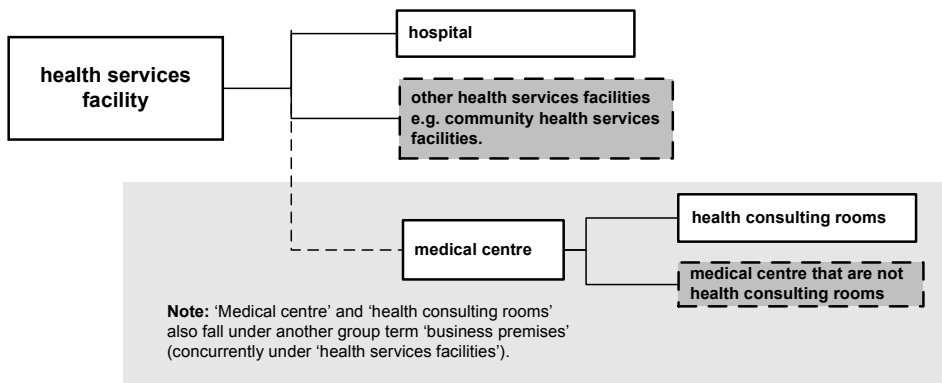 hospital
health services
facility
other health services facilities
e.g. community health services
facilities.
health consulting rooms
medical centre
medical centre that are not
health consulting rooms
Note: ‘Medical centre’ and ‘health consulting rooms’
also fall under another group term ‘business premises’
(concurrently under ‘health services facilities’).